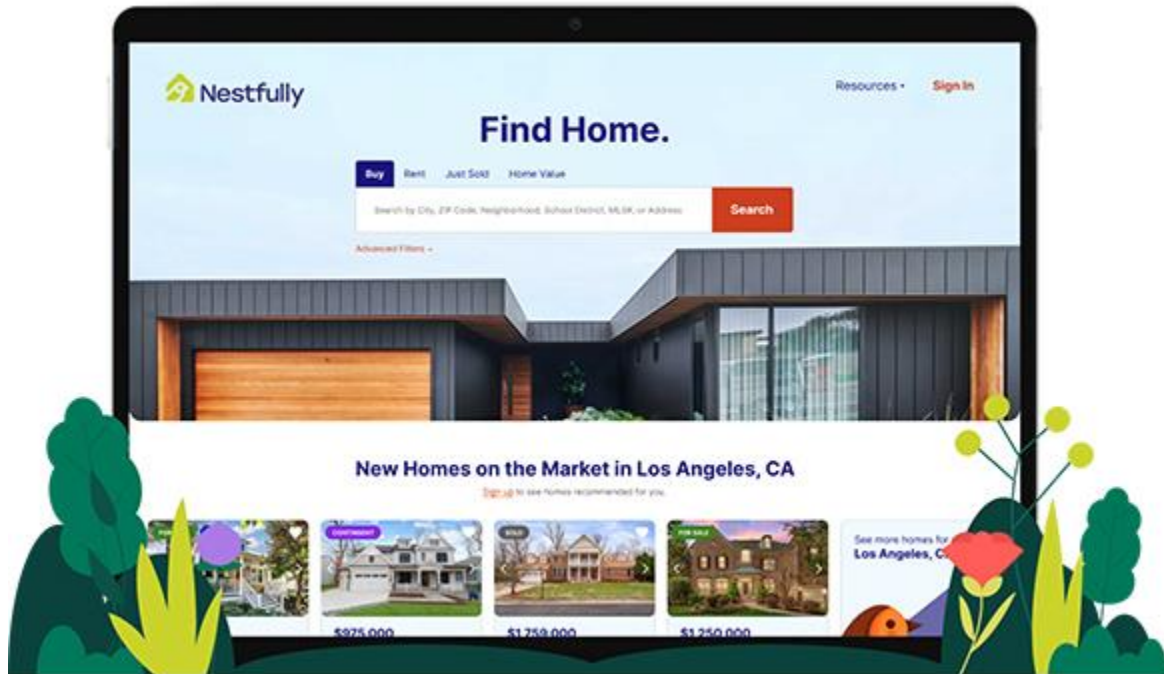 Nestfully
Resources
Sign In
Find Home.
Buy Rent Just Sold Home Value
Search by City, ZIP Code, Neighborhood, School District, MLS#, or Address
Search
Advanced Filters
New Homes on the Market in Los Angeles, CA
Sign up to see homes recommended for you.
CONTINGENT
SOLD
FOR SALE
See more homes for
Los Angeles,
$975,000
$1,759,000
$1,250,000